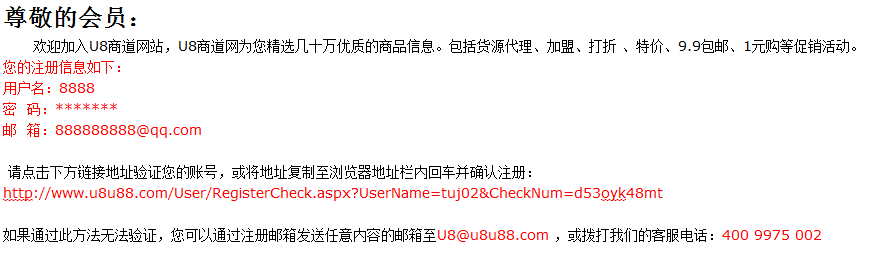 尊敬的会员：
欢迎加入U8商道网站，U8商道网为您精选几十万优质的商品信息。包括货源代理、加盟、打折 、特价、9.9包邮、1元购等促销活动。
您的注册信息如下：
用户名：8888
密 码：*******
邮 箱：888888888@qq.com
请点击下方链接地址验证您的账号，或将地址复制至浏览器地址栏内回车并确认注册：
http://www.u8u88.com/User/RegisterCheck.aspx?UserName=tuj02&CheckNum=d53oyk48mt
如果通过此方法无法验证，您可以通过注册邮箱发送任意内容的邮箱至U8@u8u88.com ，或拨打我们的客服电话：400 9975 002